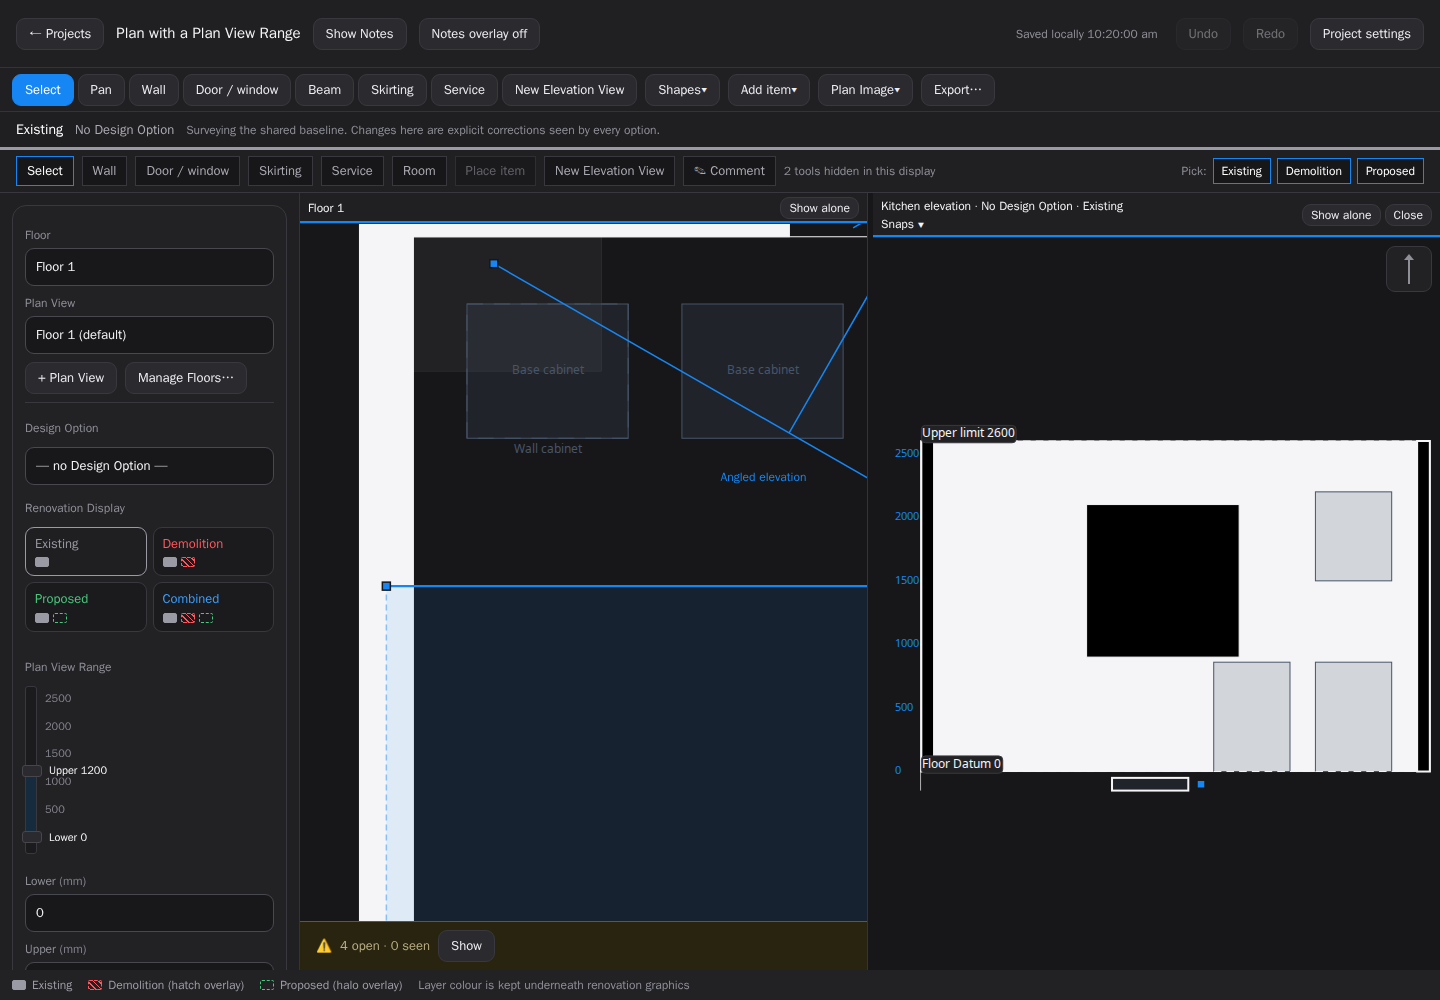 ← Projects
Plan with a Plan View Range
Show Notes
Notes overlay off
Saved locally 10:20:00 am
Undo
Redo
Project settings
Select
Pan
Wall
Door / window
Beam
Skirting
Service
New Elevation View
Shapes▾
Add item▾
Plan Image▾
Export⋯
Existing No Design Option Surveying the shared baseline. Changes here are explicit corrections seen by every option.
Select
Wall
Door / window
Skirting
Service
Room
Place item
New Elevation View
✎ Comment
2 tools hidden in this display
Pick:
Existing
Demolition
Proposed
Floor
Floor 1
Plan View
Floor 1 (default)
+ Plan View
Manage Floors⋯
Design Option
— no Design Option —
Renovation Display
Existing
Demolition
Proposed
Combined
Plan View Range
2500
2000
1500
Upper 1200
1000
500
Lower 0
Lower (mm)
0
Upper (mm)
Floor 1
Show alone
Base cabinet
Base cabinet
Wall cabinet
Angled elevation
⚠️ 4 open · 0 seen
Show
Kitchen elevation · No Design Option · Existing
Snaps ▾
Show alone
Close
Upper limit 2600
2500
2000
1500
1000
500
0
Floor Datum 0
Existing
Demolition (hatch overlay)
Proposed (halo overlay)
Layer colour is kept underneath renovation graphics